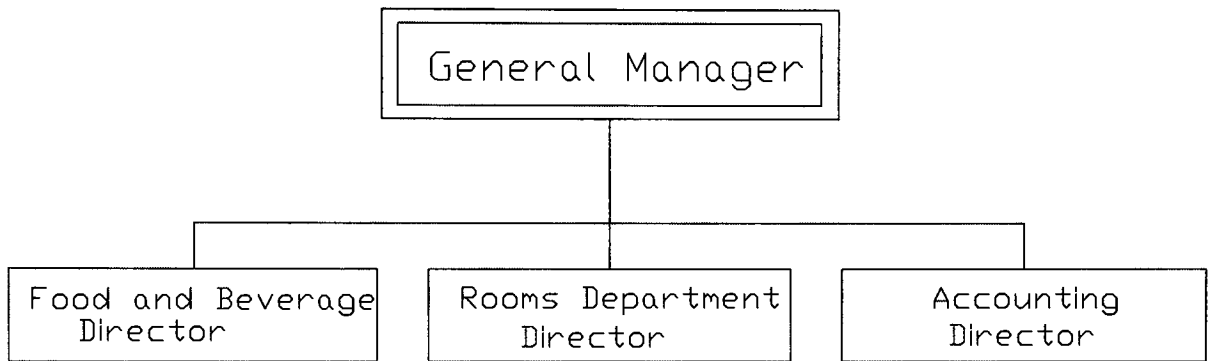 General Manager
Food and Beverage
Director
Rooms Department
Director
Accounting
Director